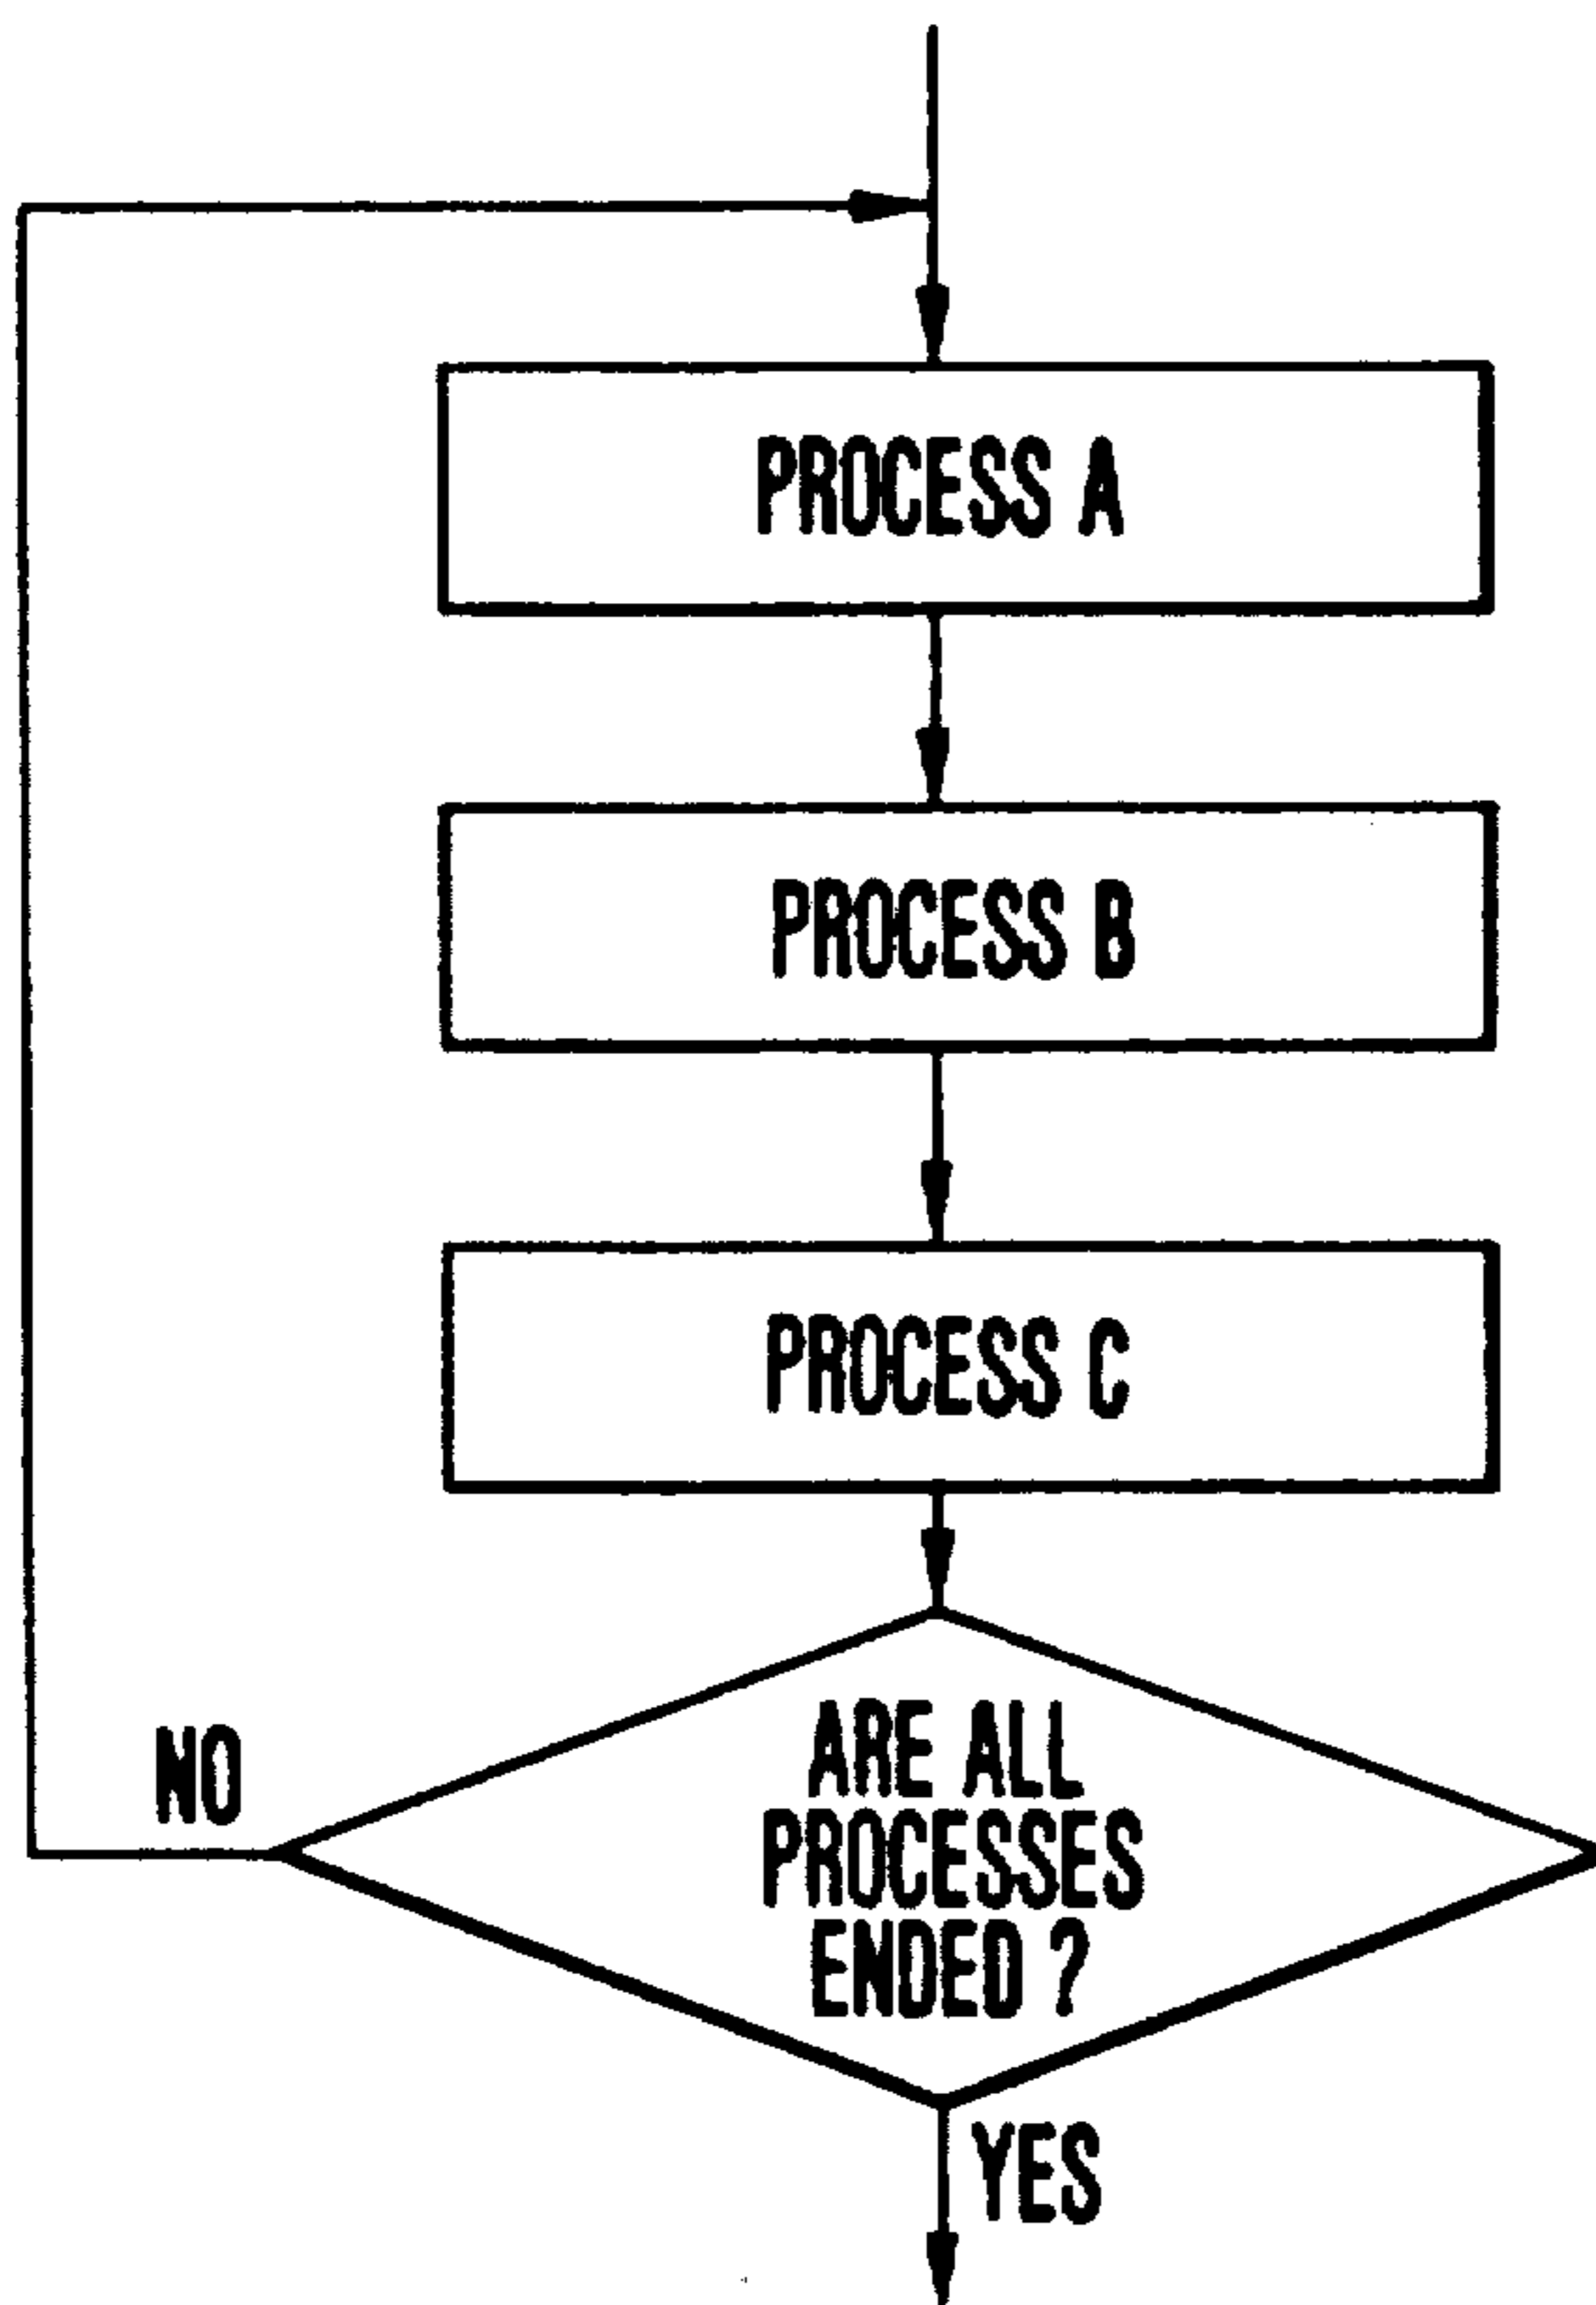 PROCESS A
PROCESS B
PROCESS C
ARE ALL
PROCESSES
ENDED ?
NO
YES